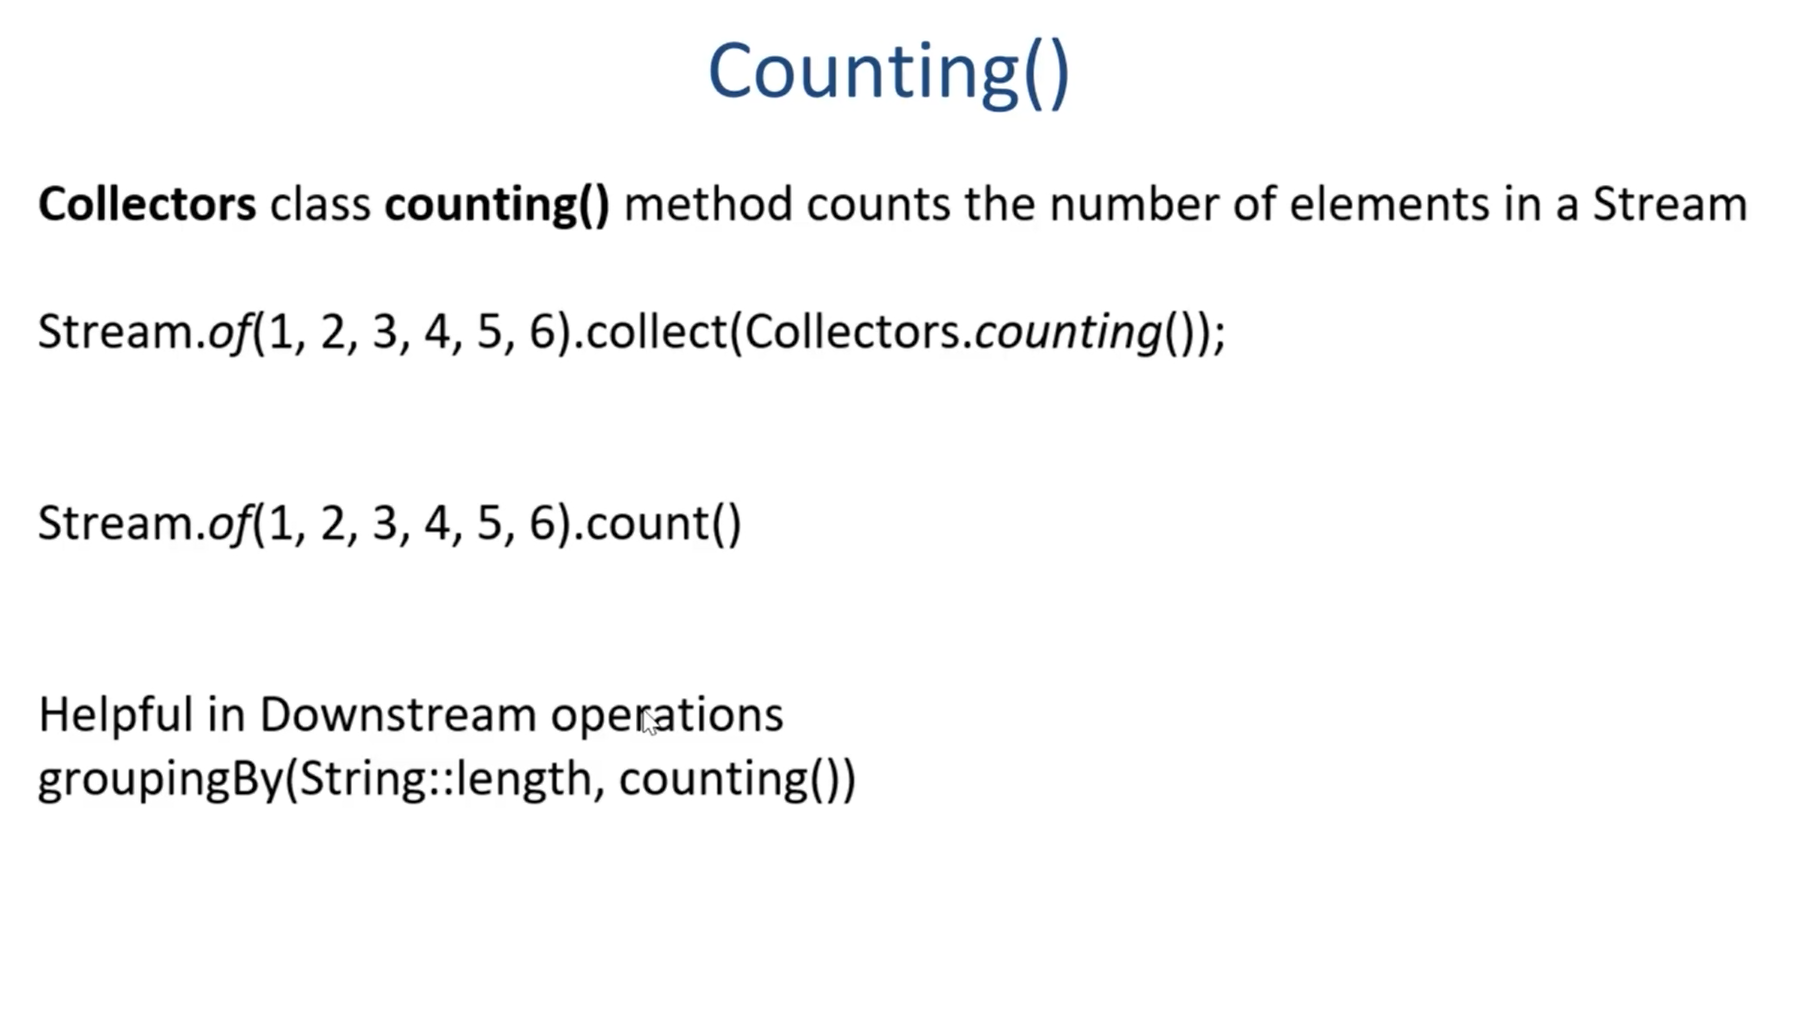 Counting()
Collectors class counting() method counts the number of elements in a Stream
Stream.of(1, 2, 3, 4, 5, 6).collect(Collectors.counting());
Stream.of(1, 2, 3, 4, 5, 6).count()
Helpful in Downstream operations
groupingBy(String::length, counting())